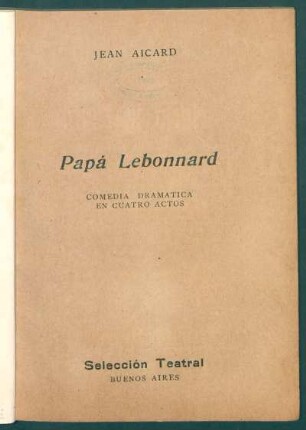 JEAN AICARD
Papá Lebonnard
COMEDIA DRAMATICA
EN CUATRO ACTOS
Selección Teatral
BUENOS AIRES